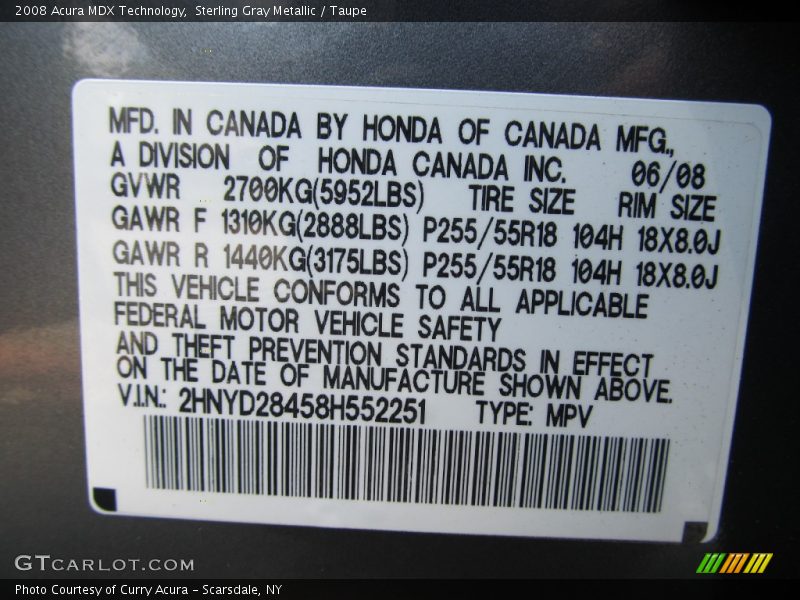 2008 Acura MDX Technology,  Sterling Gray Metallic / Taupe
MFD. IN CANADA BY HONDA OF CANADA MFG.,
A DIVISION OF HONDA CANADA INC. 06/08
GVWR 2700KG(5952LBS) TIRE SIZE RIM SIZE
GAWR F 1310KG(2888LBS) P255/55R18 104H 18X8.0J
GAWR R 1440KG(3175LBS) P255/55R18 104H 18X8.0J
THIS VEHICLE CONFORMS TO ALL APPLICABLE
FEDERAL MOTOR VEHICLE SAFETY
AND THEFT PREVENTION STANDARDS IN EFFECT
ON THE DATE OF MANUFACTURE SHOWN ABOVE.
V.I.N.: 2HNYD28458H552251 TYPE: MPV
GTCARLOT.COM
Photo Courtesy of Curry Acura - Scarsdale, NY